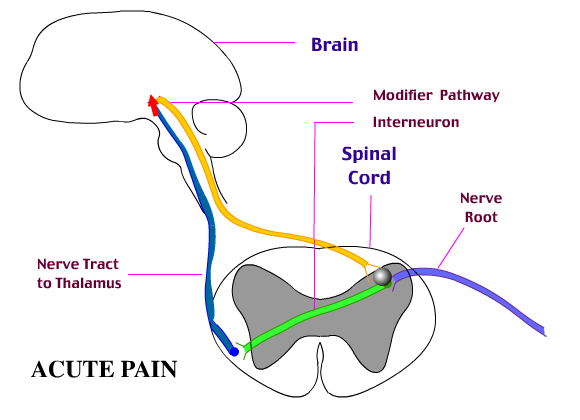 Brain
Modifier Pathway
Interneuron
Spinal
Cord
Nerve
Root
Nerve Tract
to Thalamus
ACUTE PAIN